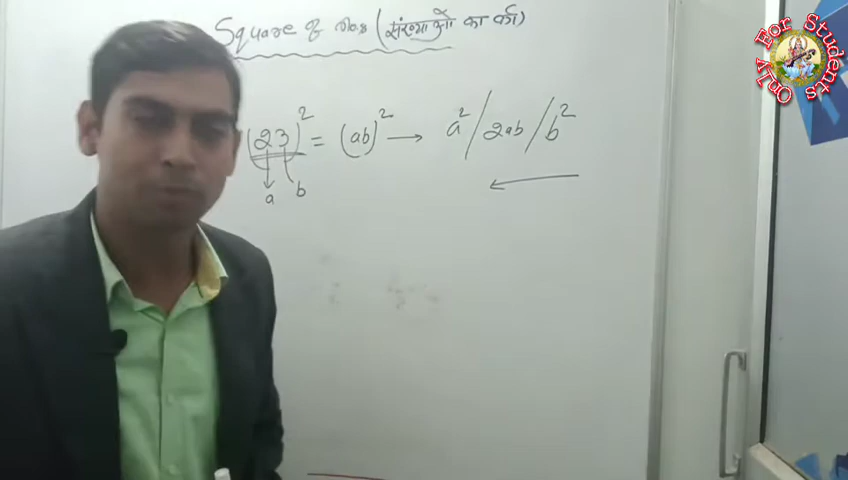 Square of Nos (संख्याओं का वर्ग)
(23)² = (ab)² → a² / 2ab / b²
a b
Only For Students